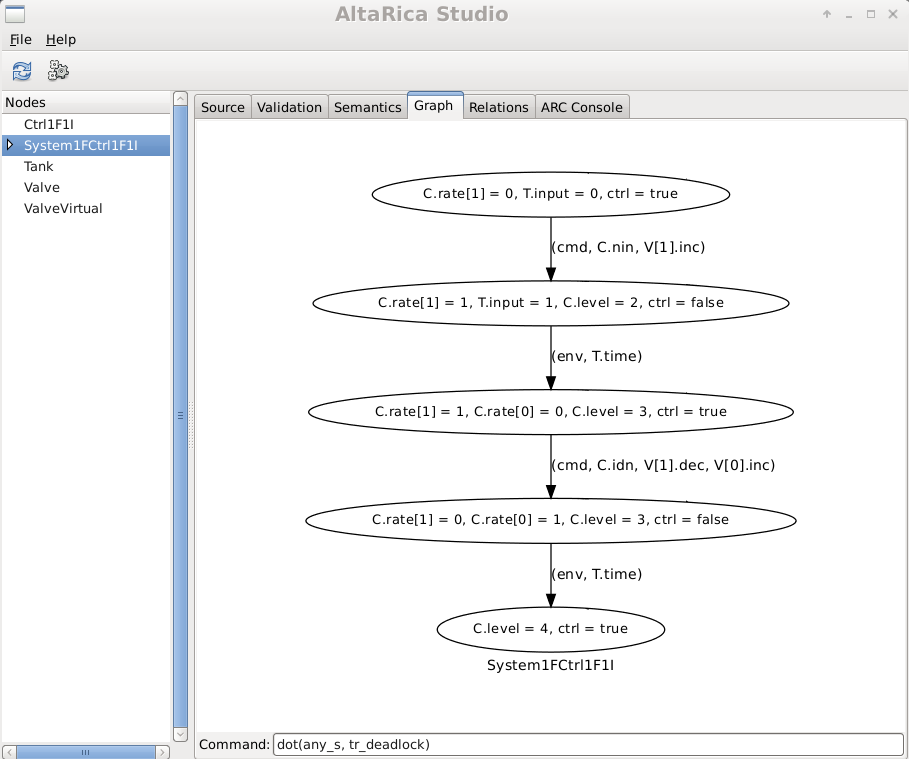 AltaRica Studio
File Help
Nodes
Ctrl1F1I
System1FCtrl1F1I
Tank
Valve
ValveVirtual
Source Validation Semantics Graph Relations ARC Console
C.rate[1] = 0, T.input = 0, ctrl = true
(cmd, C.nin, V[1].inc)
C.rate[1] = 1, T.input = 1, C.level = 2, ctrl = false
(env, T.time)
C.rate[1] = 1, C.rate[0] = 0, C.level = 3, ctrl = true
(cmd, C.idn, V[1].dec, V[0].inc)
C.rate[1] = 0, C.rate[0] = 1, C.level = 3, ctrl = false
(env, T.time)
C.level = 4, ctrl = true
System1FCtrl1F1I
Command: dot(any_s, tr_deadlock)